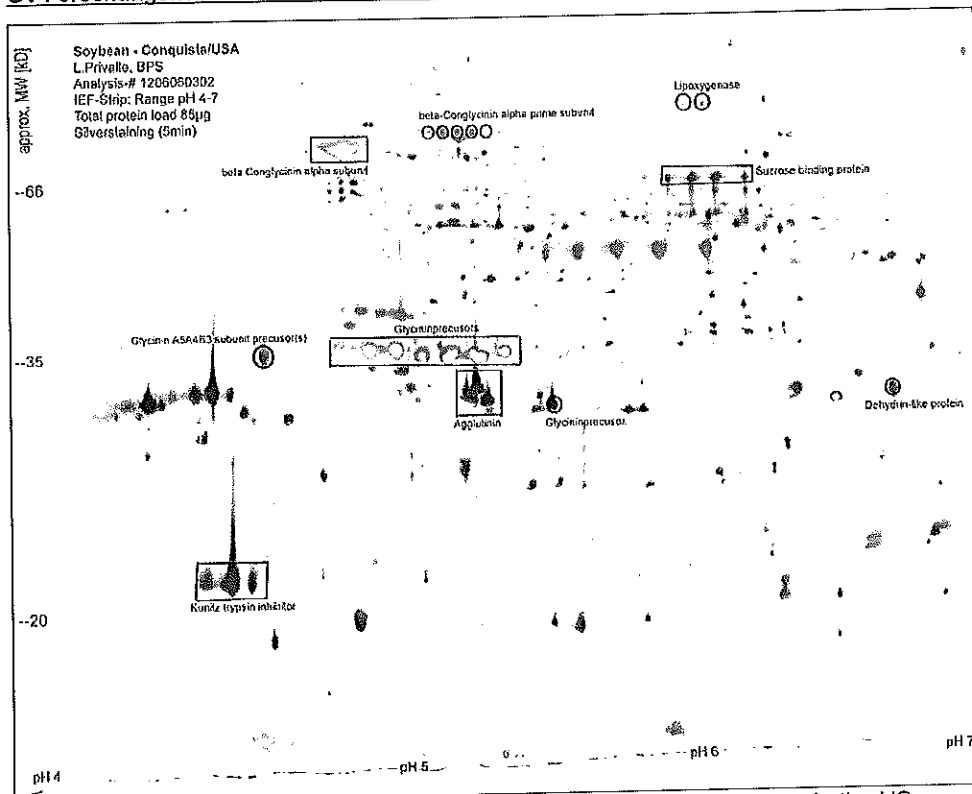 approx. MW [kD]
Soybean - Conquista/USA
L.Privalle, BPS
Analysis-# 1206060302
IEF-Strip: Range pH 4-7
Total protein load 85µg
Silverstaining (5min)
Lipoxygenase
beta-Conglycinin alpha prime subunit
beta Conglycinin alpha subunit
Sucrose binding protein
--66
Glycinin A5A4B3 subunit precusor(s)
Glycininprecusors
--35
Agglutinin
Glycininprecusor
Dehydrin-like protein
Kunitz trypsin inhibitor
--20
pH 4
pH 5
pH 6
pH 7